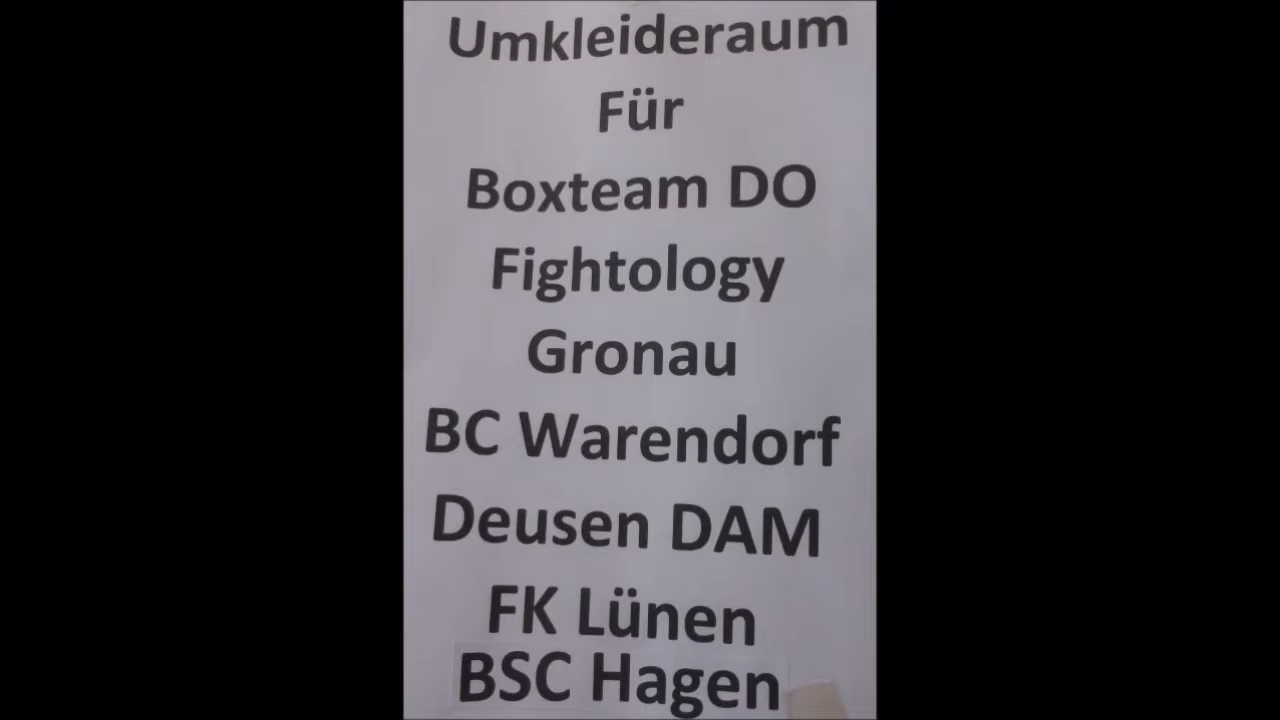 Umkleideraum
Für
Boxteam DO
Fightology
Gronau
BC Warendorf
Deusen DAM
FK Lünen
BSC Hagen